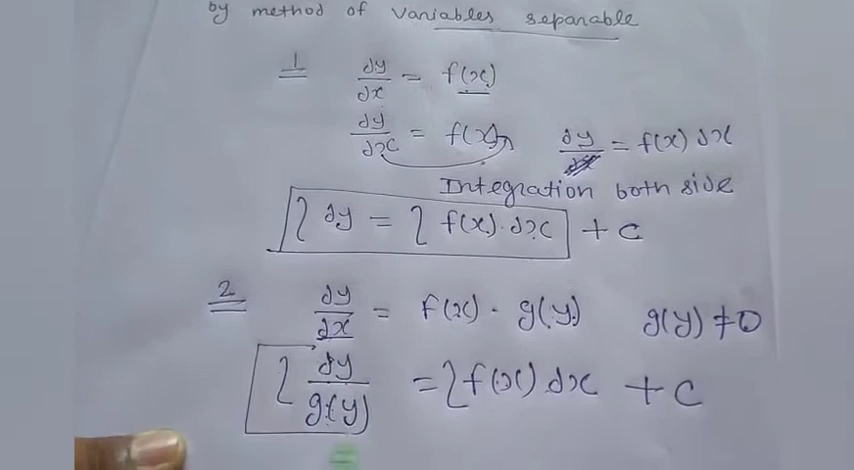 by method of variables separable
1 dy/dx = f(x)
dy/dx = f(x) dy = f(x) dx
Integration both side
∫ dy = ∫ f(x)·dx + c
2 dy/dx = f(x) · g(y) g(y) ≠ 0
∫ dy/g(y) = ∫ f(x) dx + c